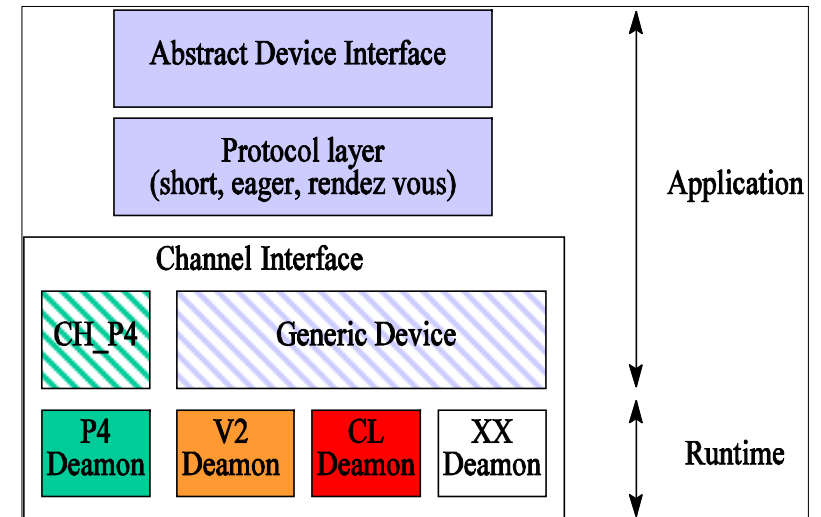 Abstract Device Interface
Protocol layer
(short, eager, rendez vous)
Application
Channel Interface
CH_P4
Generic Device
P4
Deamon
V2
Deamon
CL
Deamon
XX
Deamon
Runtime